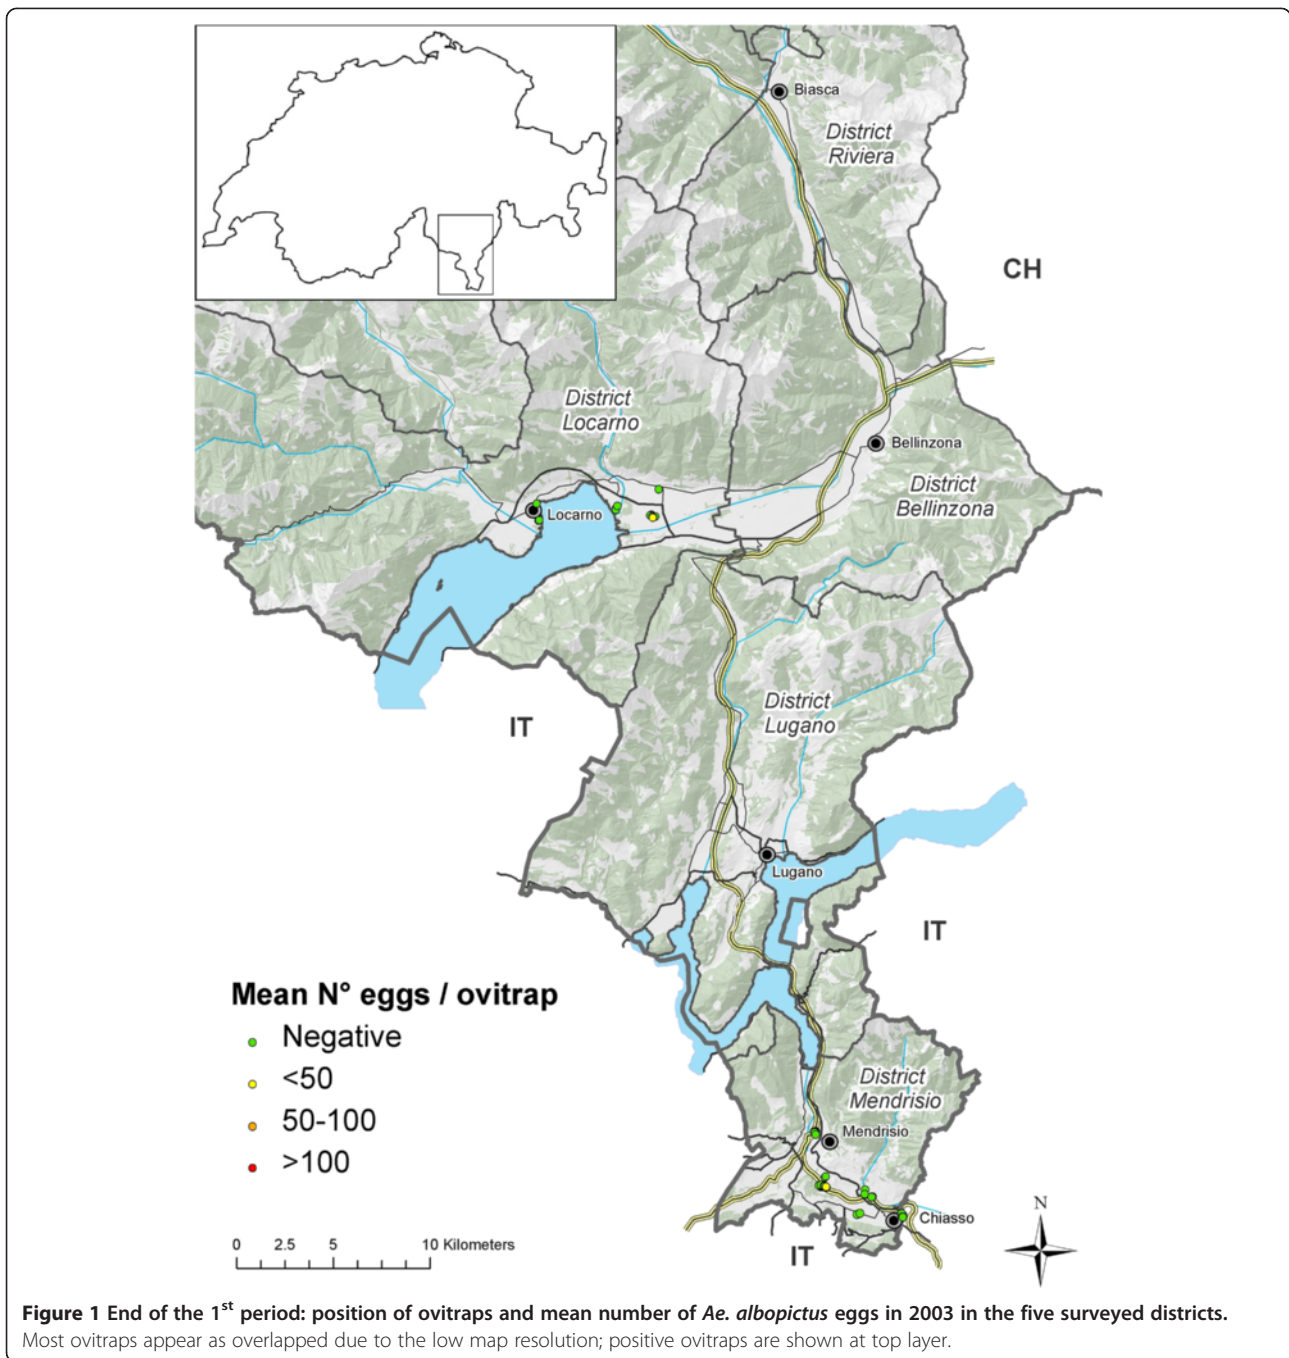 Biasca
District
Riviera
CH
District
Locarno
Bellinzona
District
Bellinzona
Locarno
IT
District
Lugano
Lugano
IT
Mean N° eggs / ovitrap
Negative
<50
50-100
>100
District
Mendrisio
Mendrisio
Chiasso
IT
N
0 2.5 5 10 Kilometers
Figure 1 End of the 1st period: position of ovitraps and mean number of Ae. albopictus eggs in 2003 in the five surveyed districts.
Most ovitraps appear as overlapped due to the low map resolution; positive ovitraps are shown at top layer.